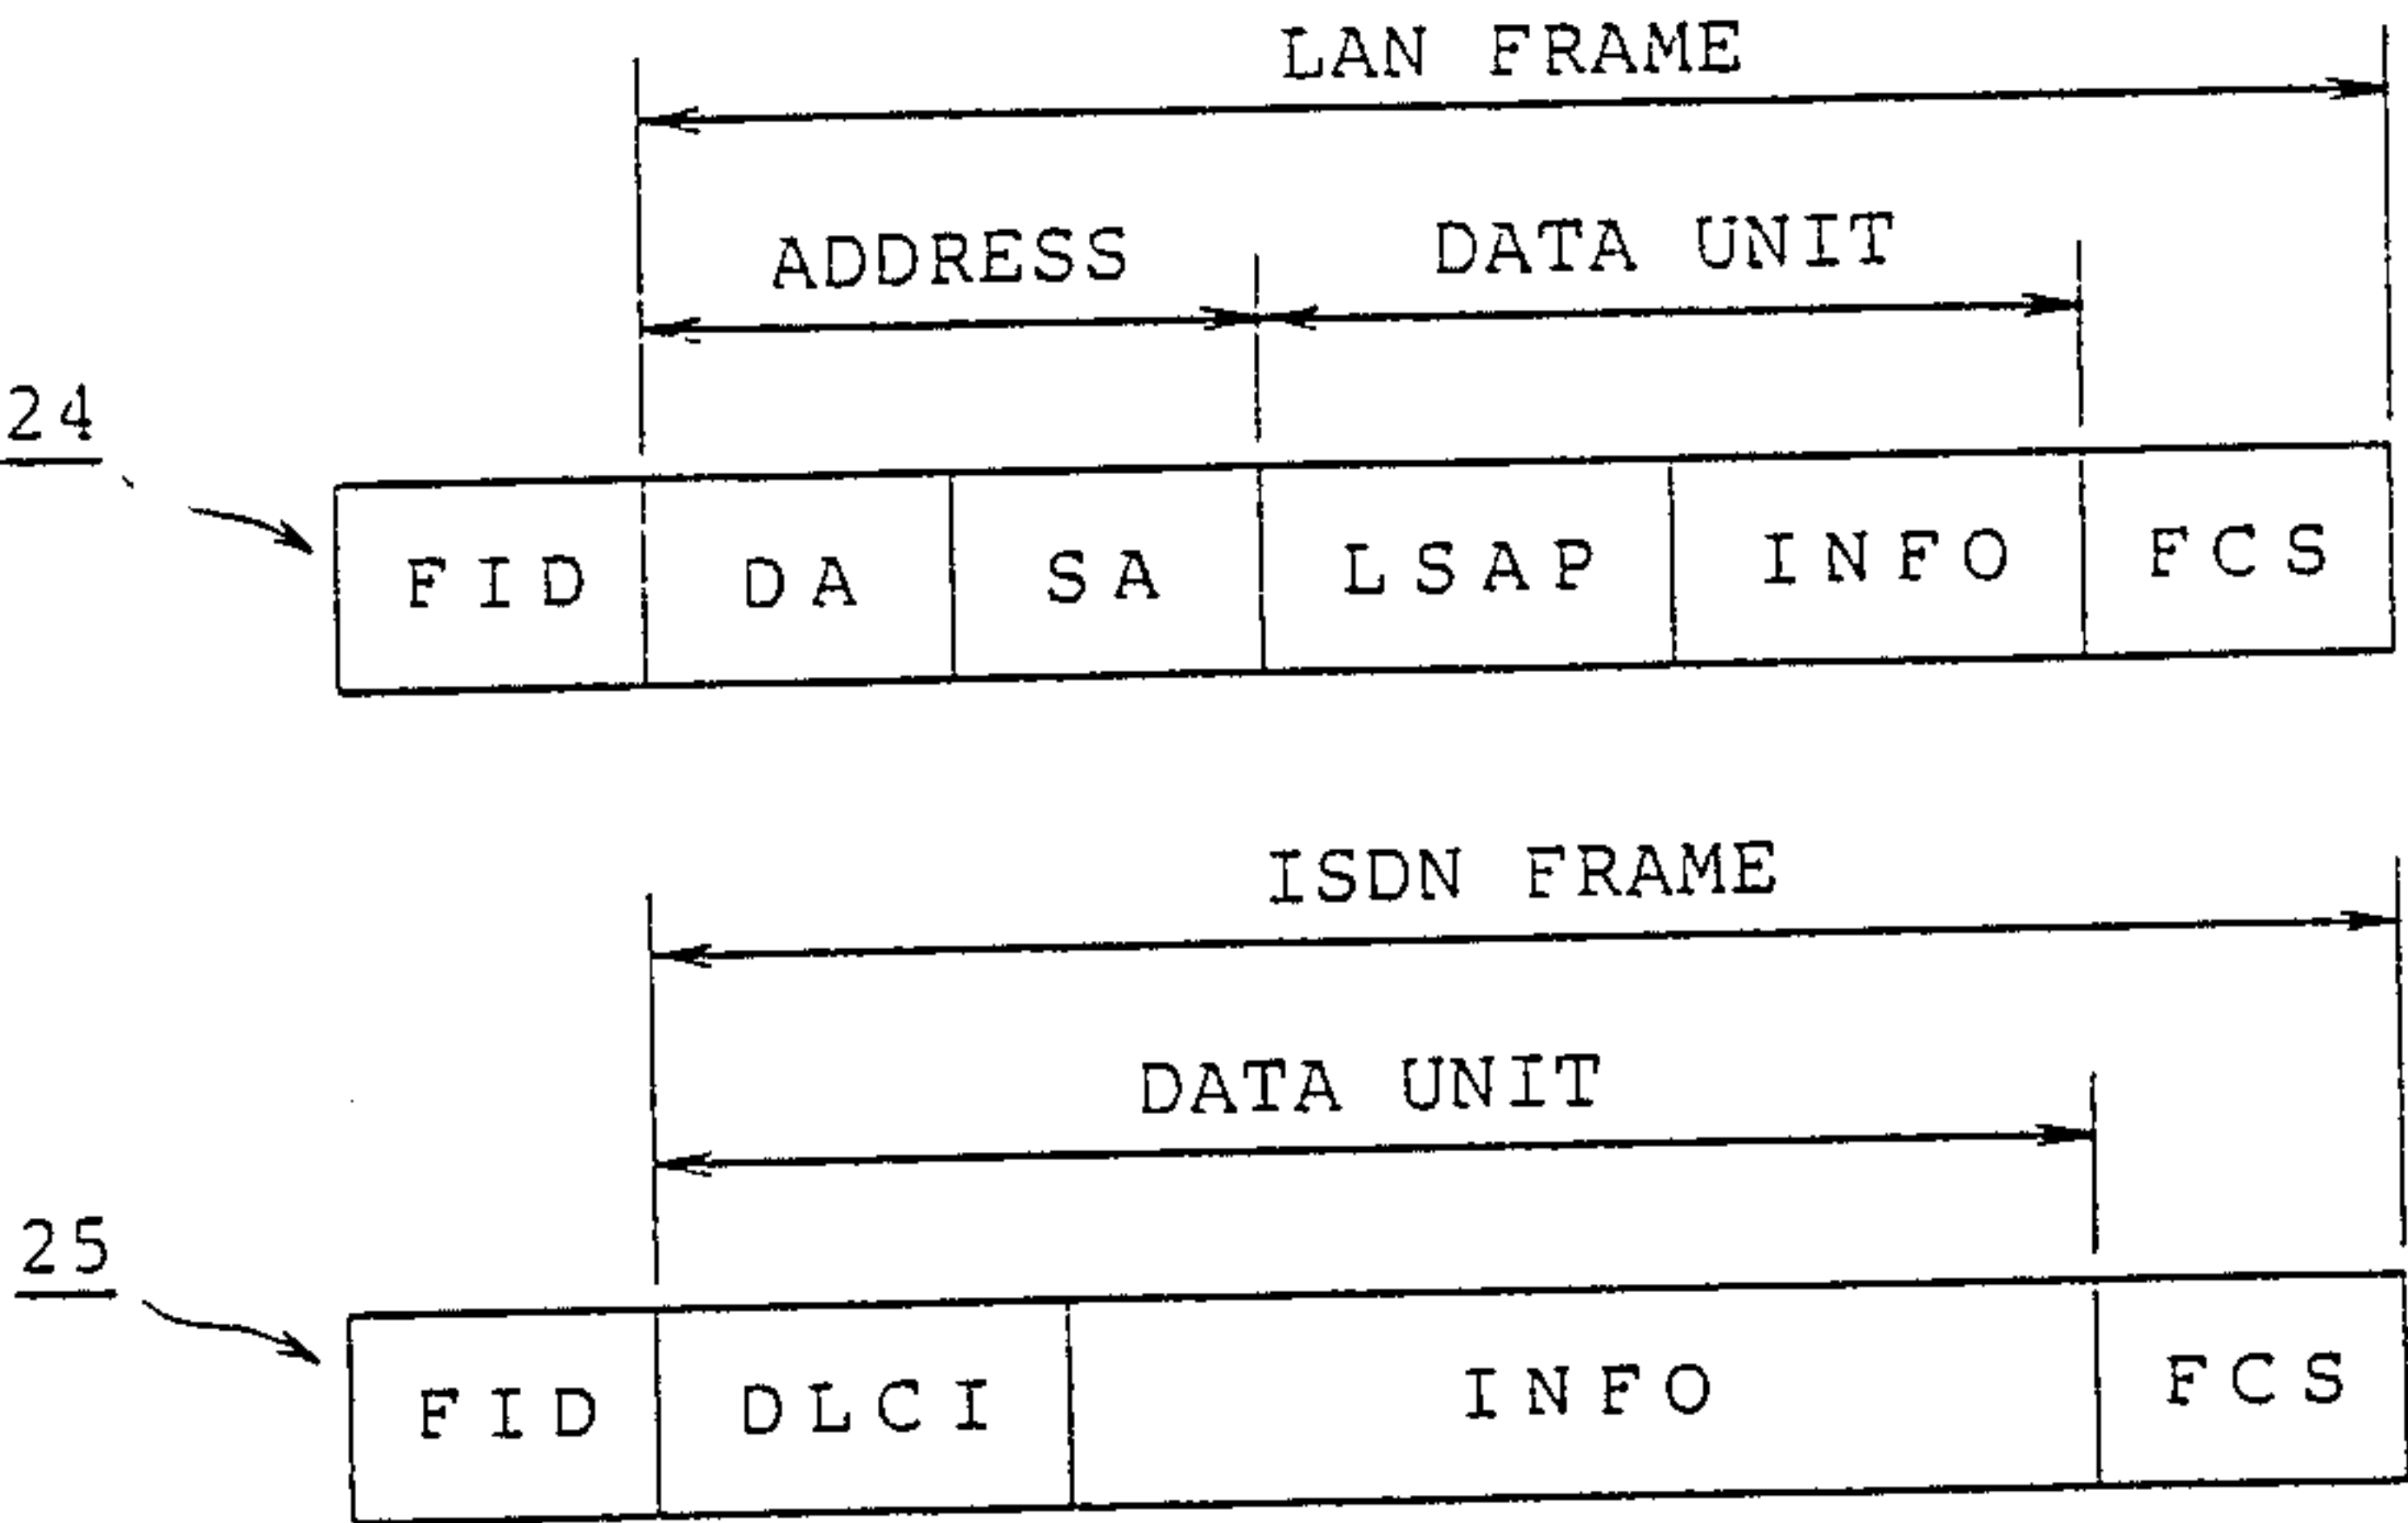 LAN FRAME
ADDRESS DATA UNIT
24
FID DA SA LSAP INFO FCS
ISDN FRAME
DATA UNIT
25
FID DLCI INFO FCS